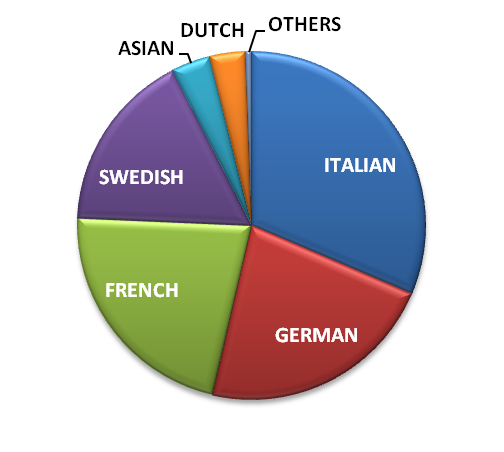 OTHERS
DUTCH
ASIAN
ITALIAN
SWEDISH
FRENCH
GERMAN